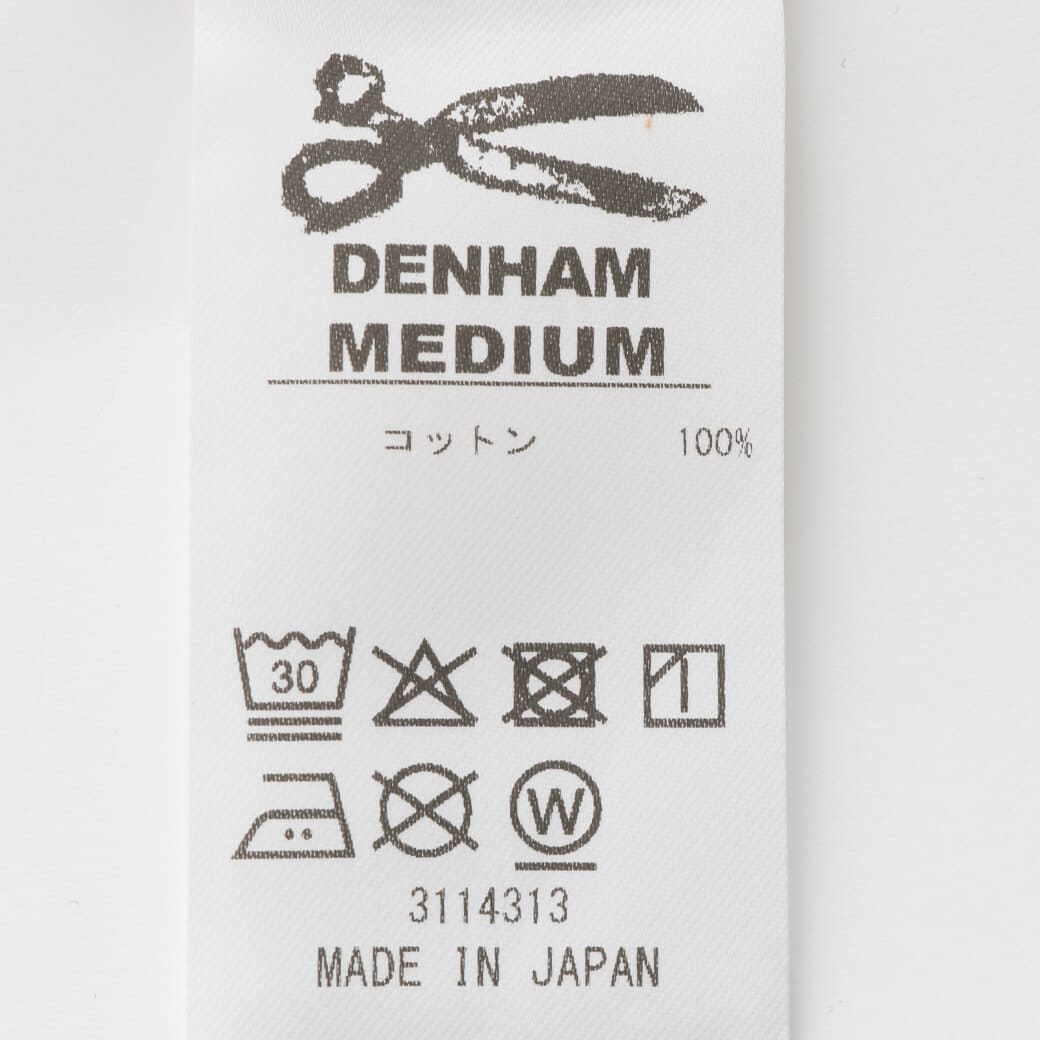 DENHAM
MEDIUM
コットン 100%
30
W
3114313
MADE IN JAPAN